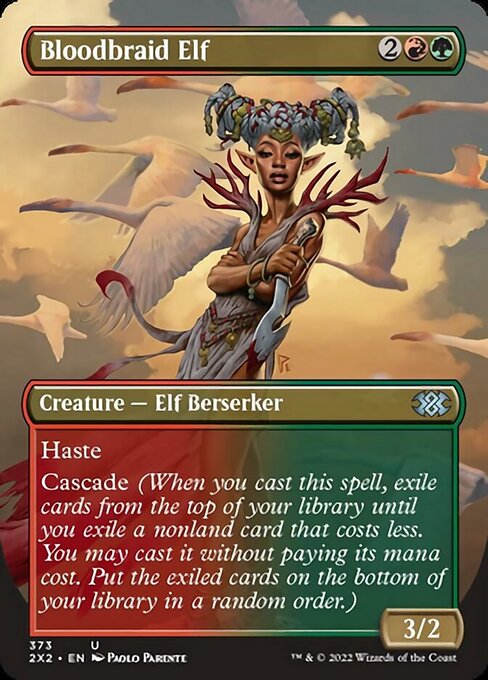 Bloodbraid Elf 2
Creature — Elf Berserker
Haste
Cascade (When you cast this spell, exile
cards from the top of your library until
you exile a nonland card that costs less.
You may cast it without paying its mana
cost. Put the exiled cards on the bottom of
your library in a random order.)
3/2
373 U
2X2 • EN Paolo Parente ™ & © 2022 Wizards of the Coast